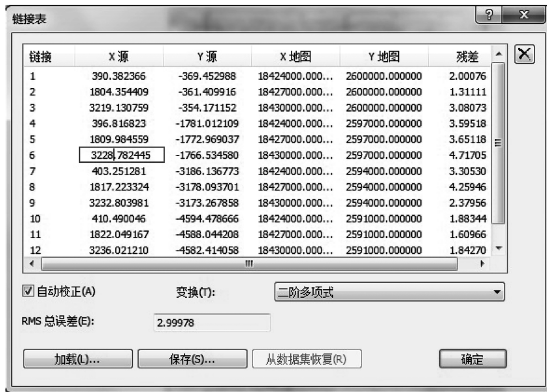 链接表
链接 X 源 Y 源 X 地图 Y 地图 残差
1 390.382366 -369.452988 18424000.000... 2600000.000000 2.00076
2 1804.354409 -361.409916 18427000.000... 2600000.000000 1.31111
3 3219.130759 -354.171152 18430000.000... 2600000.000000 3.08073
4 396.816823 -1781.012109 18424000.000... 2597000.000000 3.59518
5 1809.984559 -1772.969037 18427000.000... 2597000.000000 3.65118
6 3228.782445 -1766.534580 18430000.000... 2597000.000000 4.71705
7 403.251281 -3186.136773 18424000.000... 2594000.000000 3.30530
8 1817.223324 -3178.093701 18427000.000... 2594000.000000 4.25946
9 3232.803981 -3173.267858 18430000.000... 2594000.000000 2.37956
10 410.490046 -4594.478666 18424000.000... 2591000.000000 1.88344
11 1822.049167 -4588.044208 18427000.000... 2591000.000000 1.60966
12 3236.021210 -4582.414058 18430000.000... 2591000.000000 1.84270
自动校正(A) 变换(T): 二阶多项式
RMS 总误差(E): 2.99978
加载(L)... 保存(S)... 从数据集恢复(R) 确定